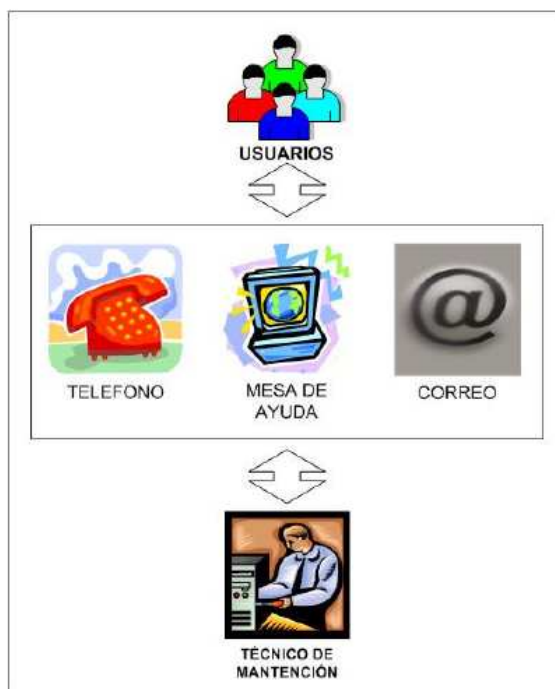 USUARIOS
TELEFONO
MESA DE
AYUDA
CORREO
@
TÉCNICO DE
MANTENCIÓN